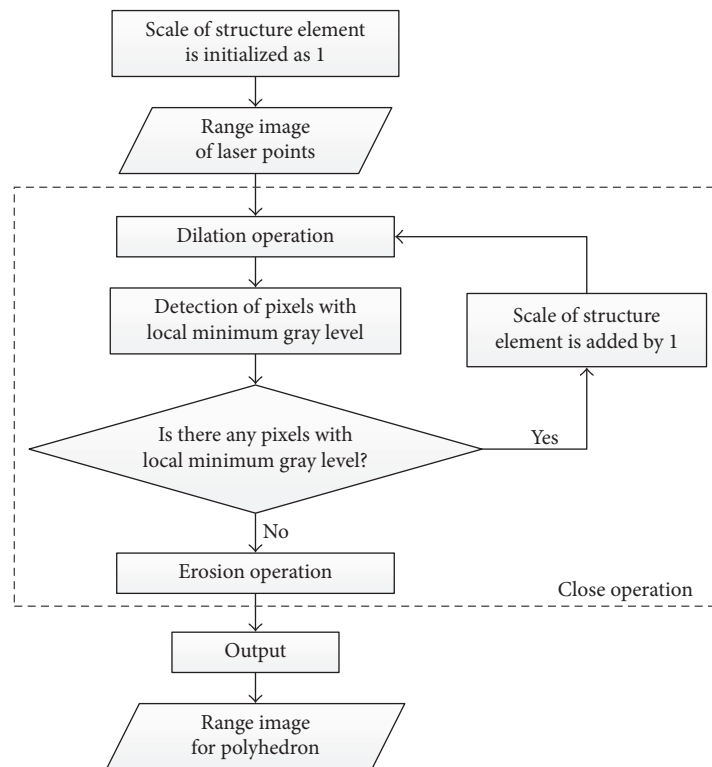 Scale of structure element
is initialized as 1
Range image
of laser points
Dilation operation
Detection of pixels with
local minimum gray level
Scale of structure
element is added by 1
Is there any pixels with
local minimum gray level?
Yes
No
Erosion operation
Close operation
Output
Range image
for polyhedron